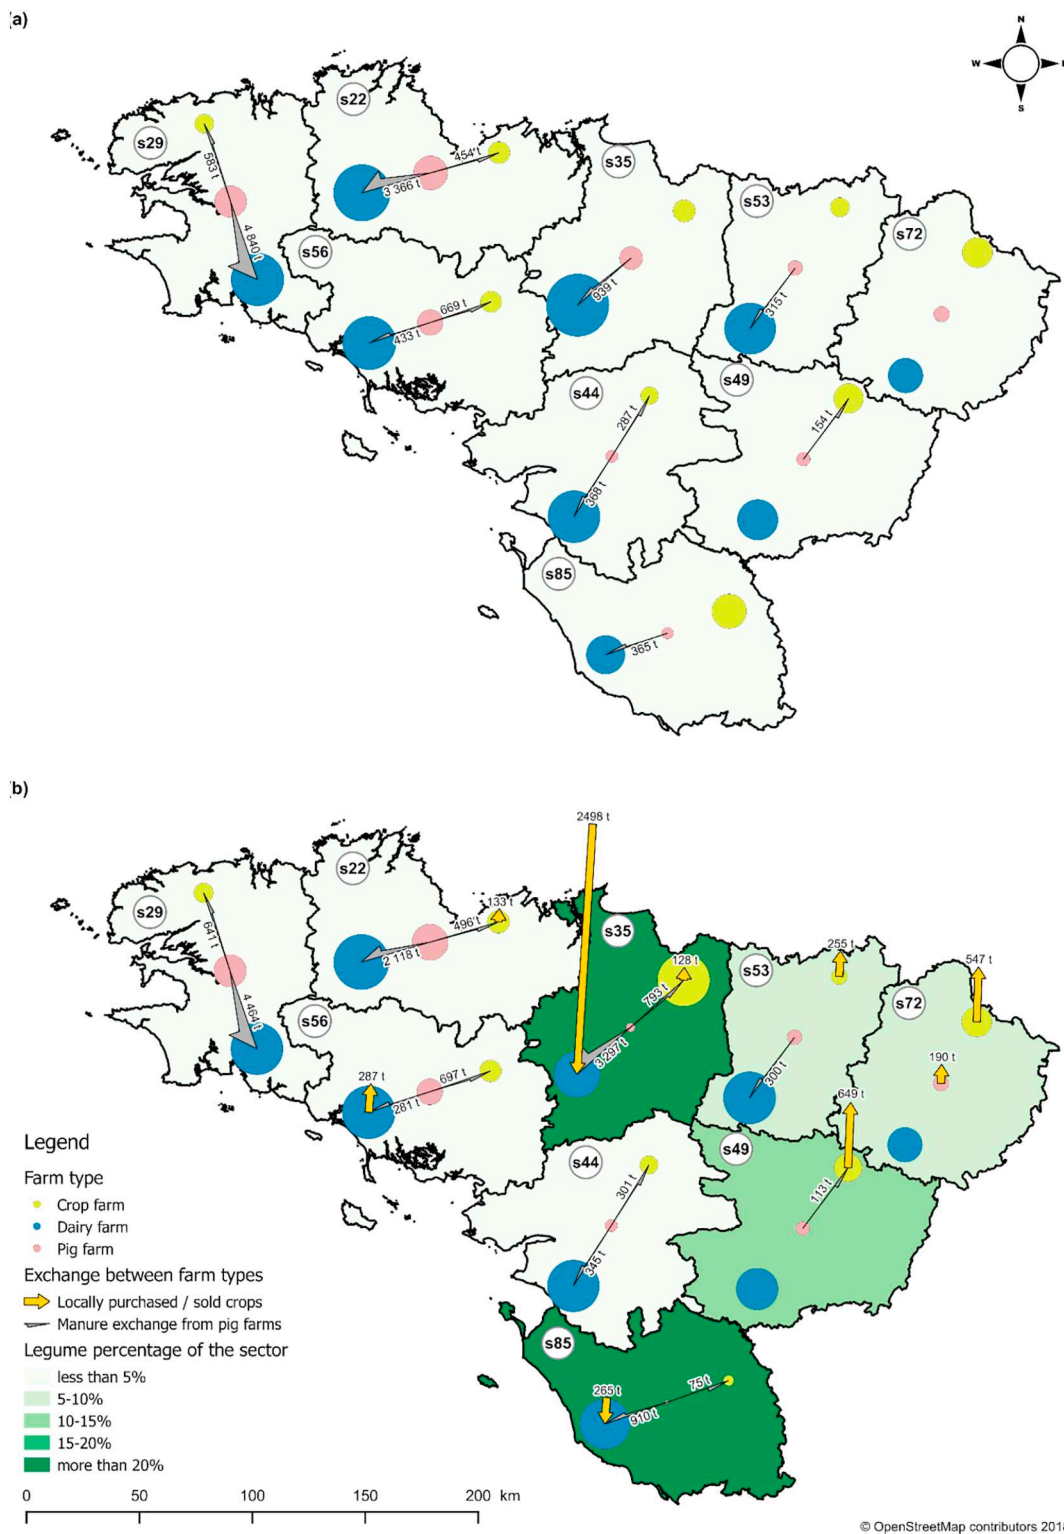 (a)
N
W
E
S
s22
s29
s35
454 t
583 t
3 366 t
s53
s72
4 840 t
s56
669 t
433 t
939 t
315 t
s44
s49
287 t
154 t
368 t
s85
365 t
(b)
2498 t
s22
s29
133 t
496 t
s35
641 t
2 118 t
128 t
s53
255 t
547 t
793 t
s72
4 464 t
s56
3 297 t
697 t
287 t
281 t
300 t
190 t
649 t
s44
s49
301 t
113 t
345 t
s85
75 t
265 t
910 t
Legend
Farm type
Crop farm
Dairy farm
Pig farm
Exchange between farm types
Locally purchased / sold crops
Manure exchange from pig farms
Legume percentage of the sector
less than 5%
5-10%
10-15%
15-20%
more than 20%
0 50 100 150 200 km
© OpenStreetMap contributors 201